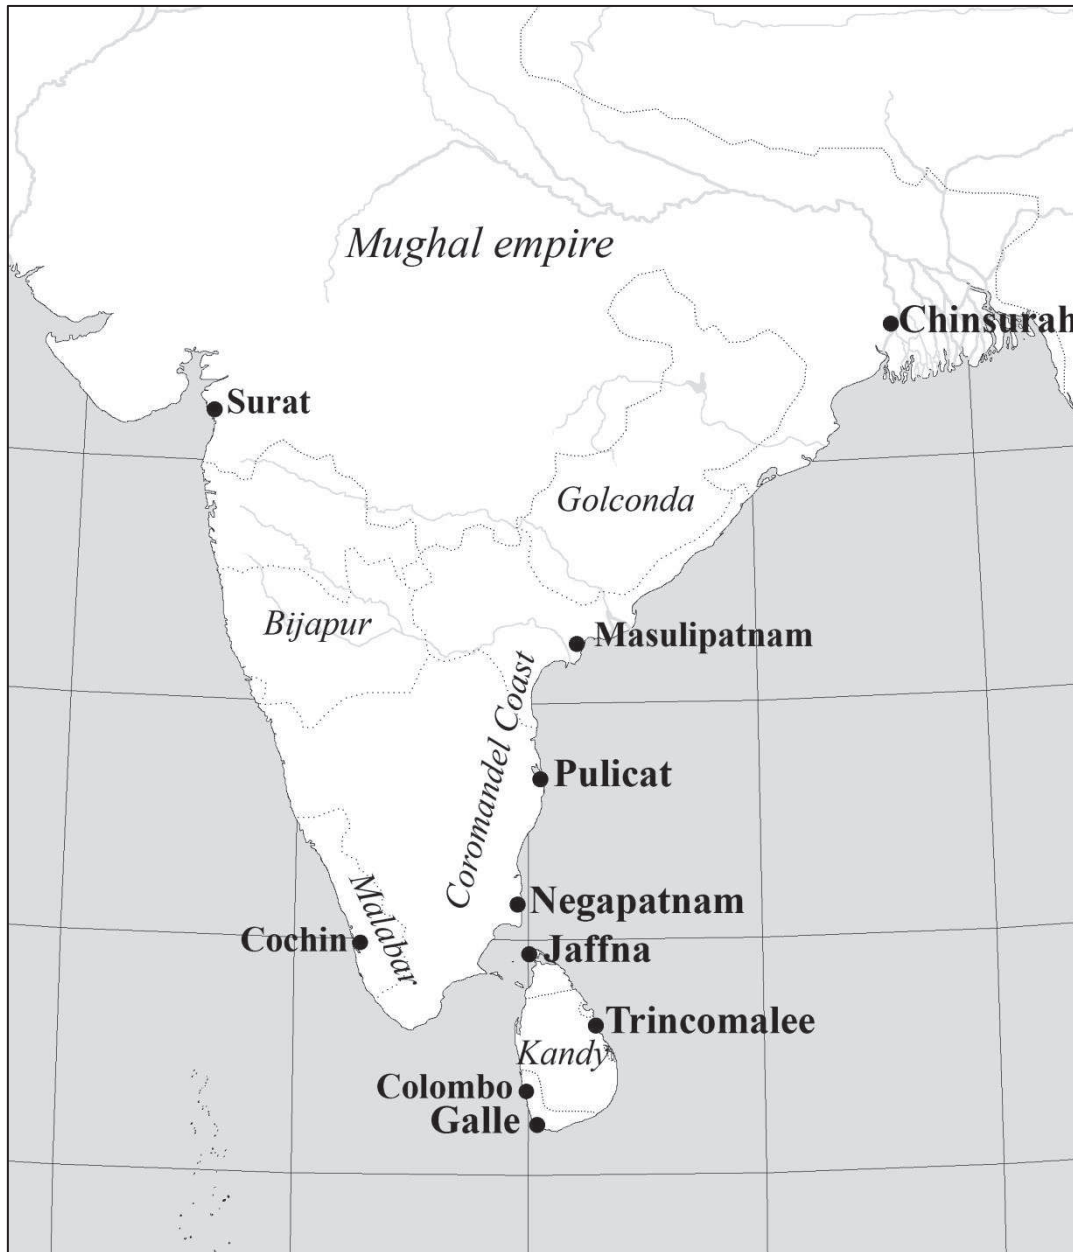 Mughal empire
Chinsurah
Surat
Golconda
Bijapur
Masulipatnam
Coromandel Coast
Pulicat
Malabar
Negapatnam
Cochin
Jaffna
Trincomalee
Kandy
Colombo
Galle